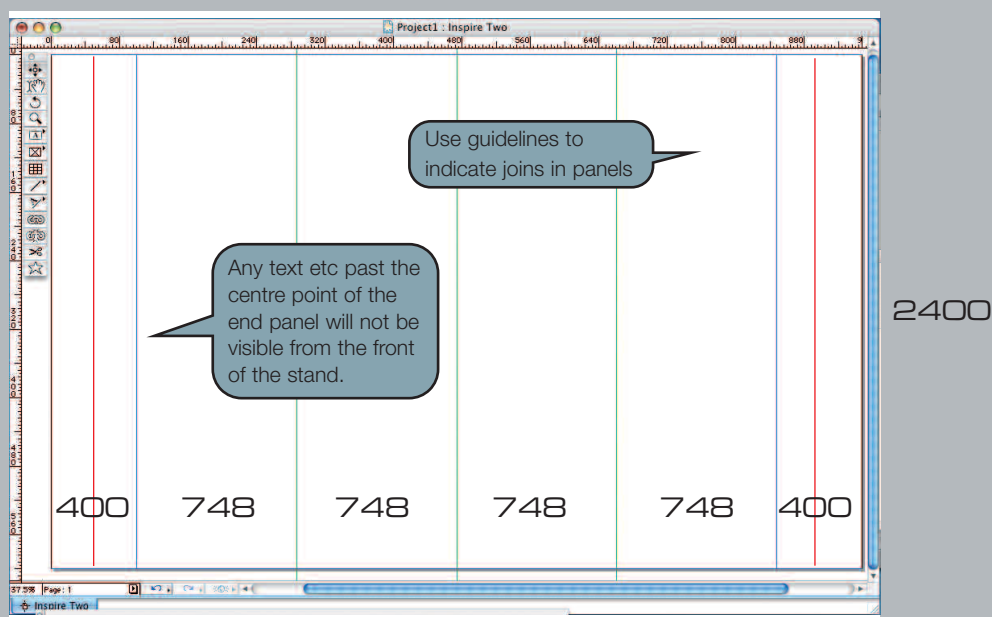 Project1 : Inspire Two
0 80 160 240 320 400 480 560 640 720 800 880 9
Use guidelines to
indicate joins in panels
Any text etc past the
centre point of the
end panel will not be
visible from the front
of the stand.
2400
400 748 748 748 748 400
37.5% Page: 1
Inspire Two